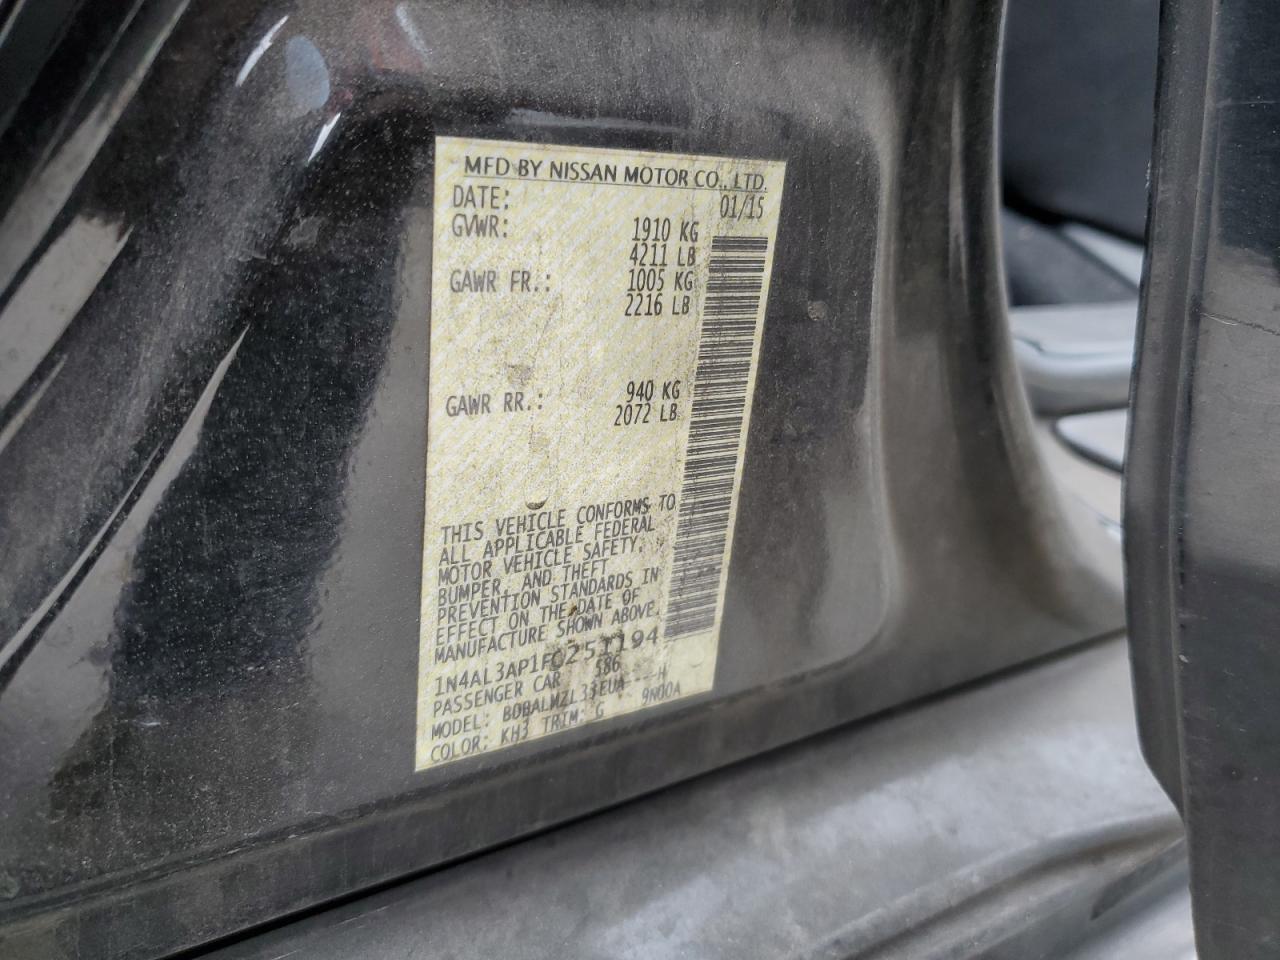 MFD BY NISSAN MOTOR CO., LTD.
DATE: 01/15
GVWR: 1910 KG
4211 LB
GAWR FR.: 1005 KG
2216 LB
GAWR RR.: 940 KG
2072 LB
THIS VEHICLE CONFORMS TO
ALL APPLICABLE FEDERAL
MOTOR VEHICLE SAFETY,
BUMPER, AND THEFT
PREVENTION STANDARDS IN
EFFECT ON THE DATE OF
MANUFACTURE SHOWN ABOVE.
1N4AL3AP1FC251194
PASSENGER CAR 586
MODEL: BDBALMZL33EUA----H
COLOR: KH3 TRIM: G 9N00A